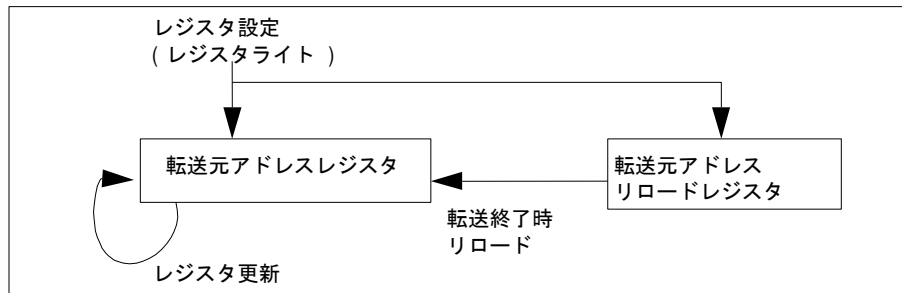 レジスタ設定
( レジスタライト )
転送元アドレスレジスタ
転送元アドレス
リロードレジスタ
転送終了時
リロード
レジスタ更新